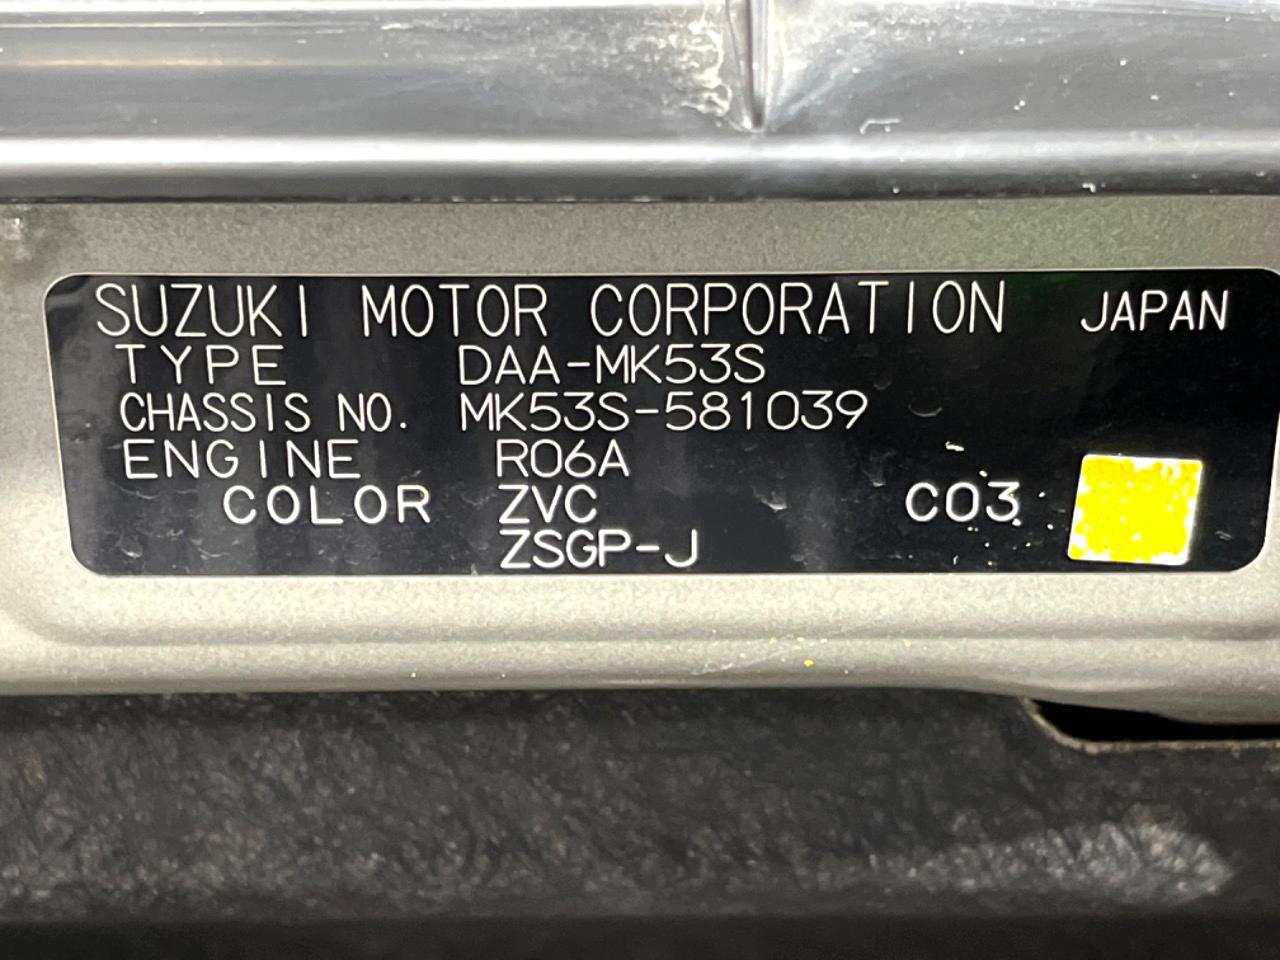 SUZUKI MOTOR CORPORATION JAPAN
TYPE DAA-MK53S
CHASSIS NO. MK53S-581039
ENGINE R06A
COLOR ZVC C03
ZSGP-J